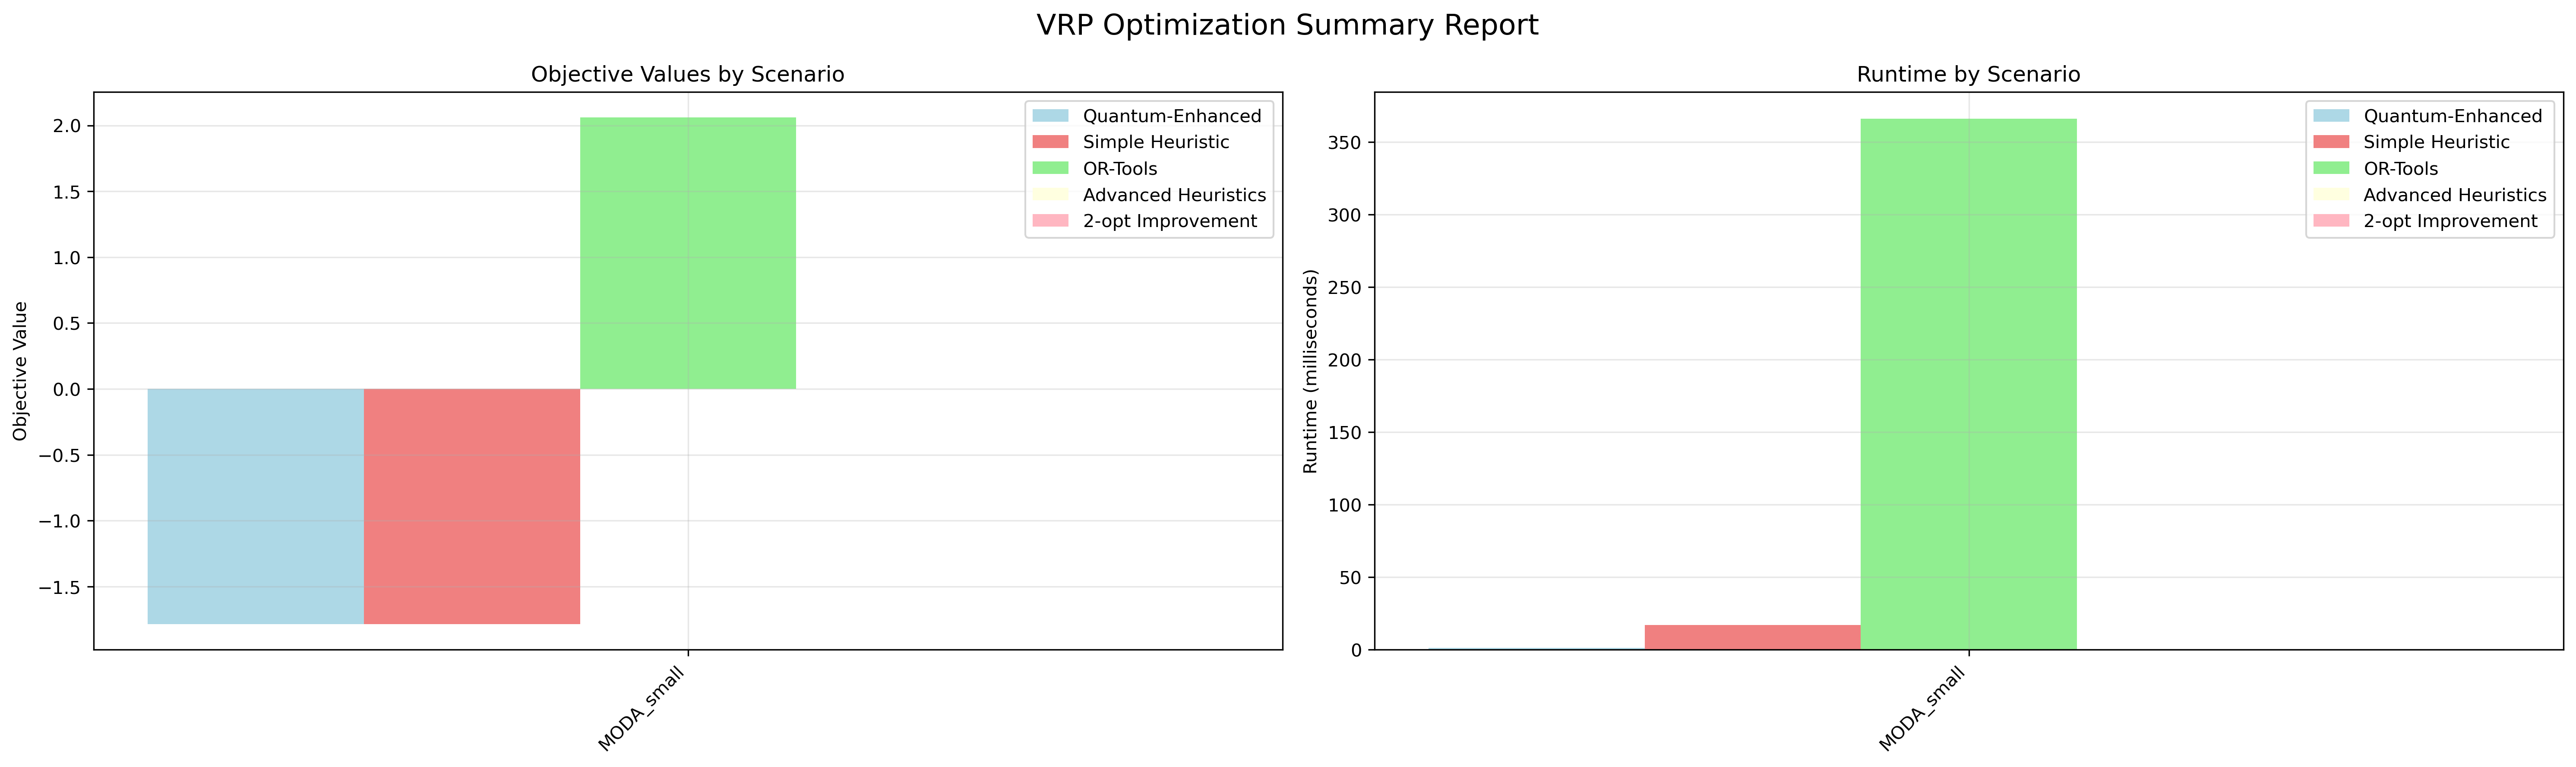 VRP Optimization Summary Report
Objective Values by Scenario
Objective Value
2.0
1.5
1.0
0.5
0.0
−0.5
−1.0
−1.5
MODA_small
Quantum-Enhanced
Simple Heuristic
OR-Tools
Advanced Heuristics
2-opt Improvement
Runtime by Scenario
Runtime (milliseconds)
350
300
250
200
150
100
50
0
MODA_small
Quantum-Enhanced
Simple Heuristic
OR-Tools
Advanced Heuristics
2-opt Improvement